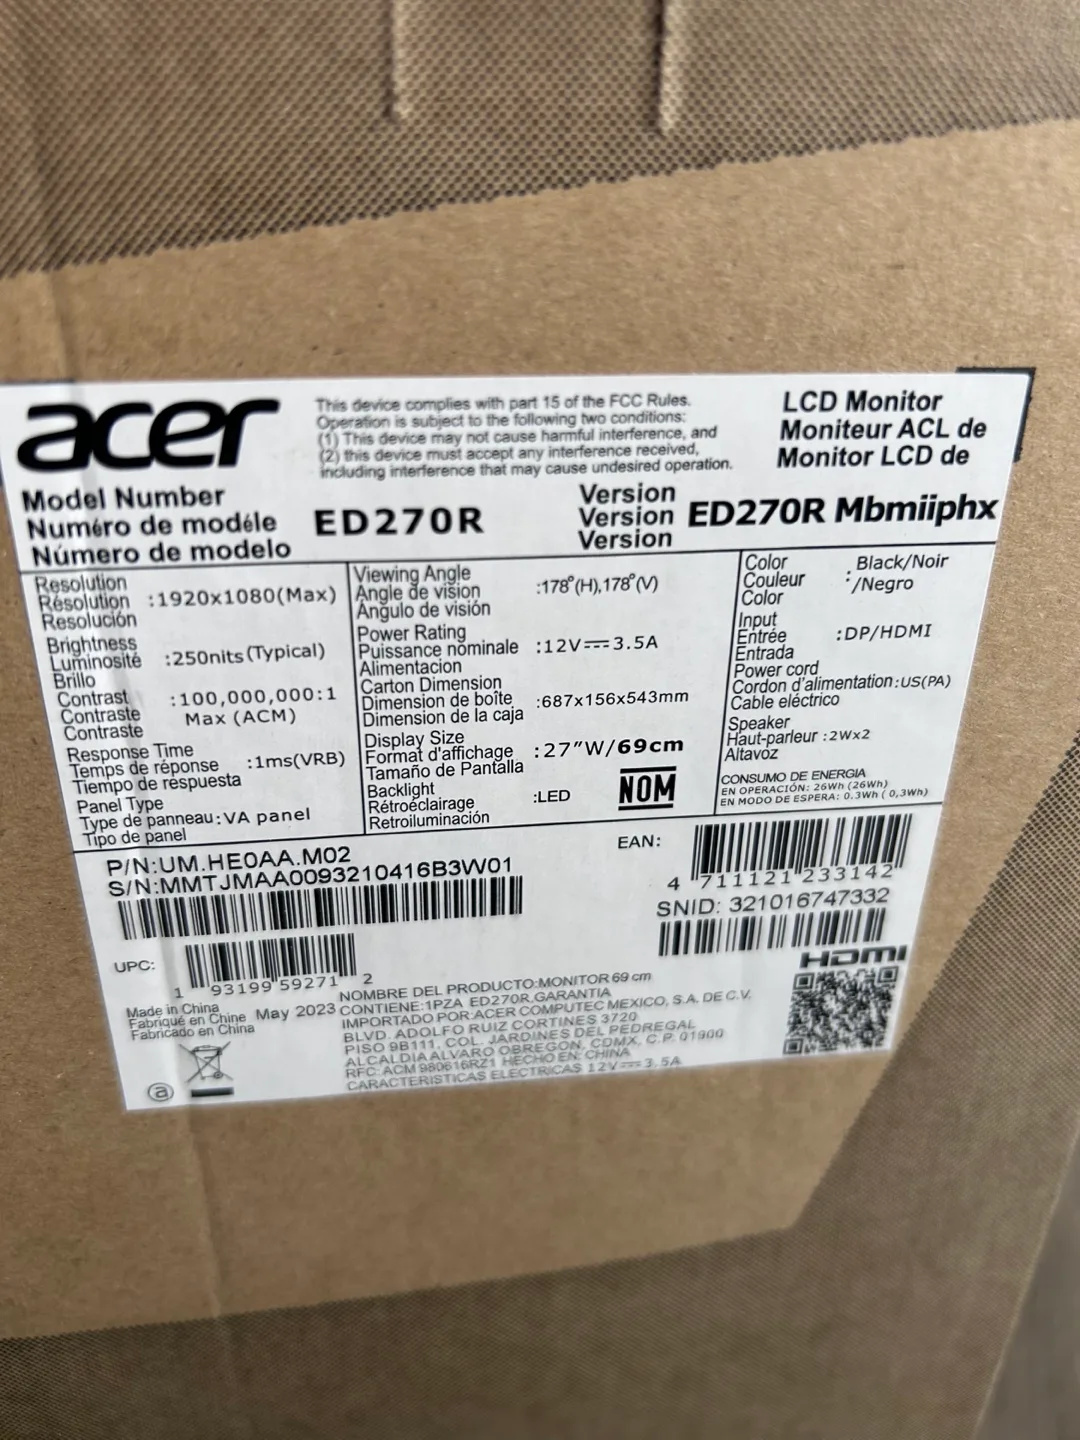 acer
This device complies with part 15 of the FCC Rules.
Operation is subject to the following two conditions:
(1) This device may not cause harmful interference, and
(2) this device must accept any interference received,
including interference that may cause undesired operation.
LCD Monitor
Moniteur ACL de
Monitor LCD de
Model Number
Numéro de modéle
Número de modelo
ED270R
Version
Version
Version
ED270R Mbmiiphx
Resolution
Résolution
Resolución
:1920x1080(Max)
Brightness
Luminosité
Brillo
:250nits(Typical)
Contrast
Contraste
Contraste
:100,000,000:1
Max (ACM)
Response Time
Temps de réponse
Tiempo de respuesta
:1ms(VRB)
Panel Type
Type de panneau:VA panel
Tipo de panel
Viewing Angle
Angle de vision
Ángulo de visión
:178°(H),178°(V)
Power Rating
Puissance nominale
Alimentacion
:12V⎓3.5A
Carton Dimension
Dimension de boîte
Dimension de la caja
:687x156x543mm
Display Size
Format d'affichage
Tamaño de Pantalla
:27"W/69cm
Backlight
Rétroéclairage
Retroiluminación
:LED
NOM
Color
Couleur
Color
:Black/Noir
/Negro
Input
Entrée
Entrada
:DP/HDMI
Power cord
Cordon d'alimentation:US(PA)
Cable eléctrico
Speaker
Haut-parleur:2Wx2
Altavoz
CONSUMO DE ENERGIA
EN OPERACIÓN: 26Wh (26Wh)
EN MODO DE ESPERA: 0.3Wh ( 0,3Wh)
P/N:UM.HE0AA.M02
S/N:MMTJMAA0093210416B3W01
EAN:
4 711121 233142
SNID: 321016747332
HDMI
UPC:
1 93199 59271 2
Made in China
Fabriqué en Chine
Fabricado en China
May 2023
NOMBRE DEL PRODUCTO:MONITOR 69 cm
CONTIENE:1PZA ED270R.GARANTIA
IMPORTADO POR:ACER COMPUTEC MEXICO, S.A. DE C.V.
BLVD. ADOLFO RUIZ CORTINES 3720
PISO 9B111, COL. JARDINES DEL PEDREGAL
ALCALDIA ALVARO OBREGON, CDMX, C.P. 01900
RFC: ACM 980616RZ1 HECHO EN: CHINA
CARACTERISTICAS ELECTRICAS 12V⎓3.5A
a